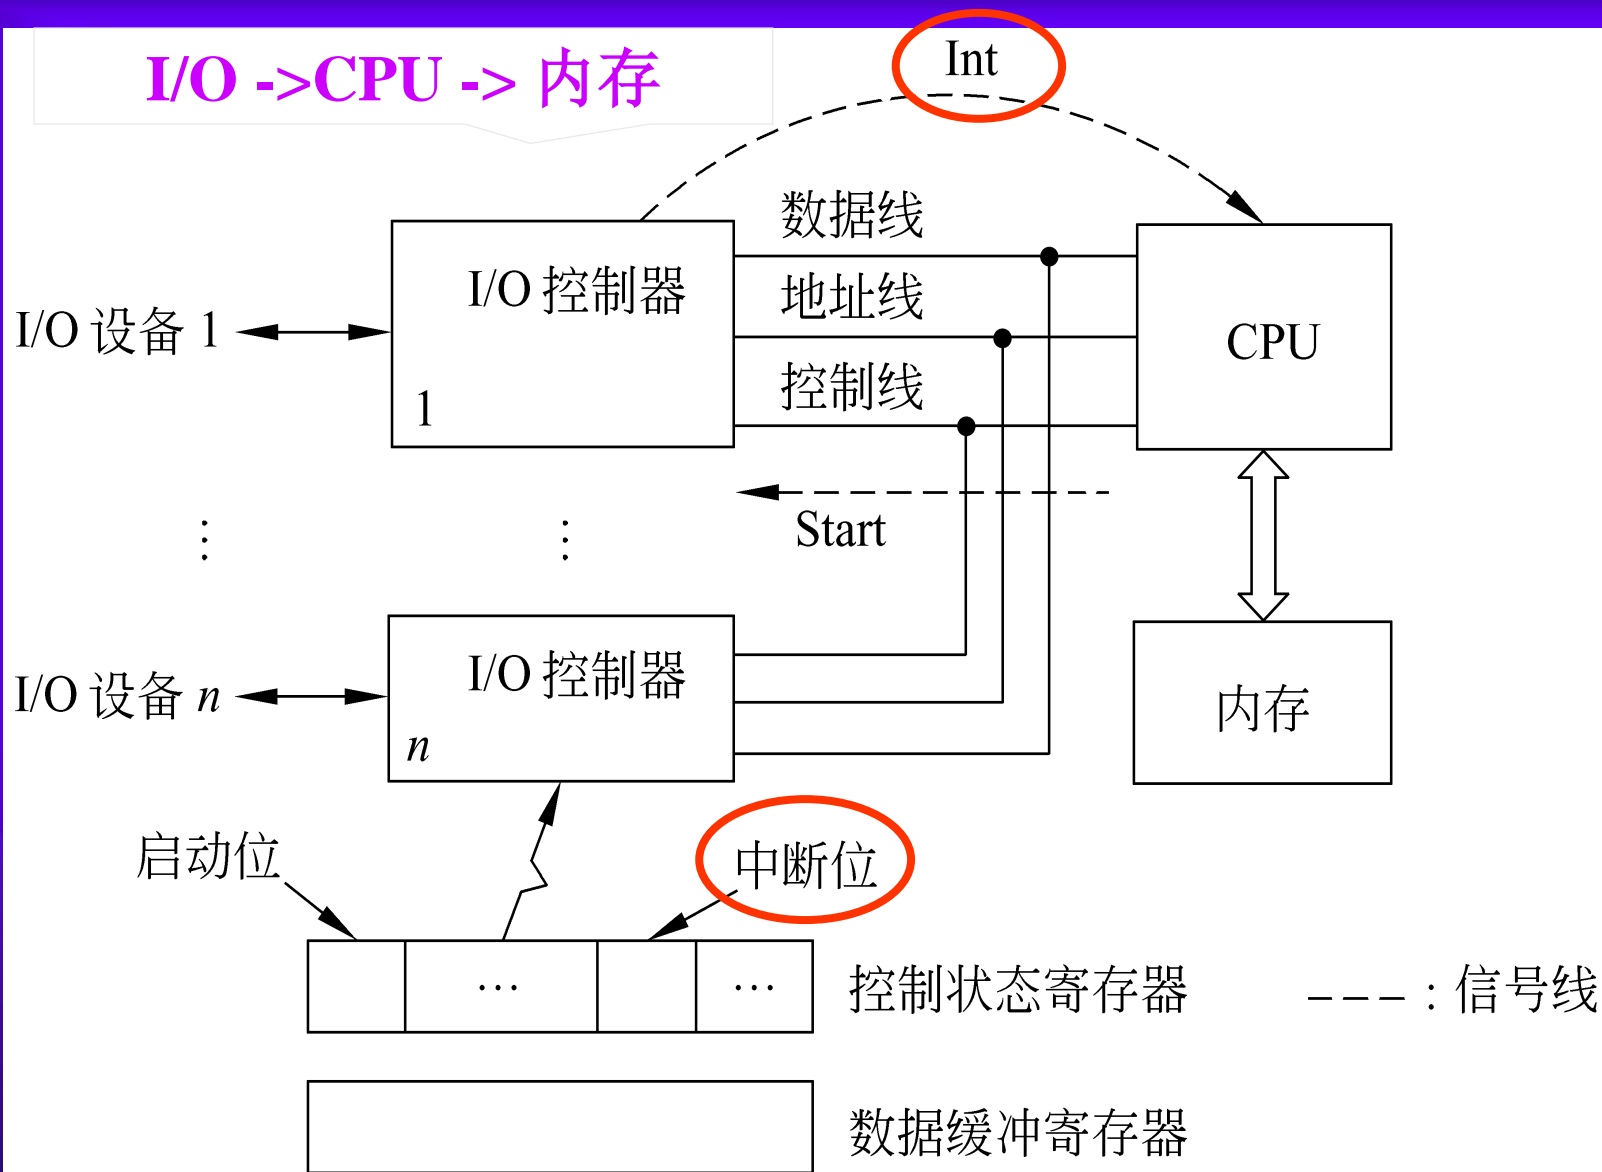 I/O ->CPU -> 内存
Int
数据线
I/O 控制器
地址线
I/O 设备 1
CPU
控制线
1
⋮
⋮
Start
I/O 控制器
I/O 设备 n
内存
n
启动位
中断位
…
…
控制状态寄存器
---：信号线
数据缓冲寄存器